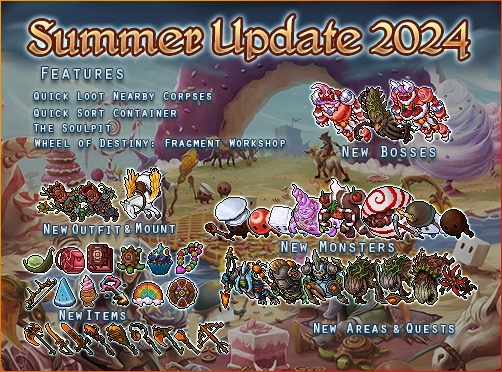 Summer Update 2024
Features
Quick Loot Nearby Corpses
Quick Sort Container
The Soulpit
Wheel of Destiny: Fragment Workshop
New Bosses
New Outfit & Mount
New Monsters
New Items
New Areas & Quests